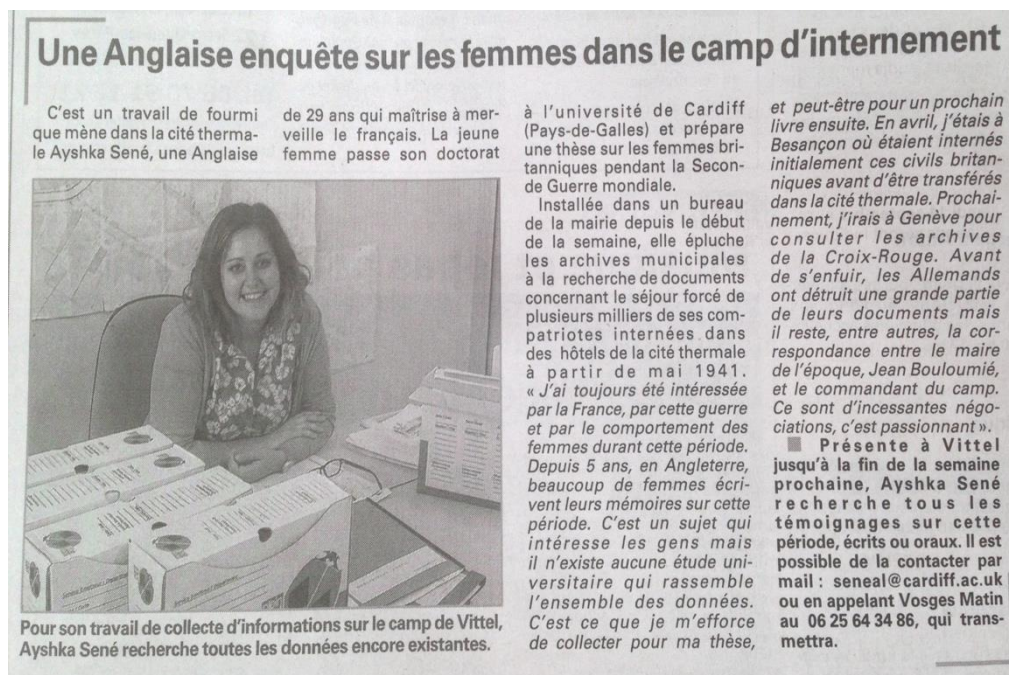 Une Anglaise enquête sur les femmes dans le camp d'internement
C'est un travail de fourmi
que mène dans la cité therma-
le Ayshka Sené, une Anglaise
de 29 ans qui maîtrise à mer-
veille le français. La jeune
femme passe son doctorat
à l'université de Cardiff
(Pays-de-Galles) et prépare
une thèse sur les femmes bri-
tanniques pendant la Secon-
de Guerre mondiale.
Installée dans un bureau
de la mairie depuis le début
de la semaine, elle épluche
les archives municipales
à la recherche de documents
concernant le séjour forcé de
plusieurs milliers de ses com-
patriotes internées dans
des hôtels de la cité thermale
à partir de mai 1941.
« J'ai toujours été intéressée
par la France, par cette guerre
et par le comportement des
femmes durant cette période.
Depuis 5 ans, en Angleterre,
beaucoup de femmes écri-
vent leurs mémoires sur cette
période. C'est un sujet qui
intéresse les gens mais
il n'existe aucune étude uni-
versitaire qui rassemble
l'ensemble des données.
C'est ce que je m'efforce
de collecter pour ma thèse,
et peut-être pour un prochain
livre ensuite. En avril, j'étais à
Besançon où étaient internés
initialement ces civils britan-
niques avant d'être transférés
dans la cité thermale. Prochai-
nement, j'irais à Genève pour
consulter les archives
de la Croix-Rouge. Avant
de s'enfuir, les Allemands
ont détruit une grande partie
de leurs documents mais
il reste, entre autres, la cor-
respondance entre le maire
de l'époque, Jean Bouloumié,
et le commandant du camp.
Ce sont d'incessantes négo-
ciations, c'est passionnant ».
Présente à Vittel
jusqu'à la fin de la semaine
prochaine, Ayshka Sené
recherche tous les
témoignages sur cette
période, écrits ou oraux. Il est
possible de la contacter par
mail : seneal@cardiff.ac.uk
ou en appelant Vosges Matin
au 06 25 64 34 86, qui trans-
mettra.
Pour son travail de collecte d'informations sur le camp de Vittel,
Ayshka Sené recherche toutes les données encore existantes.